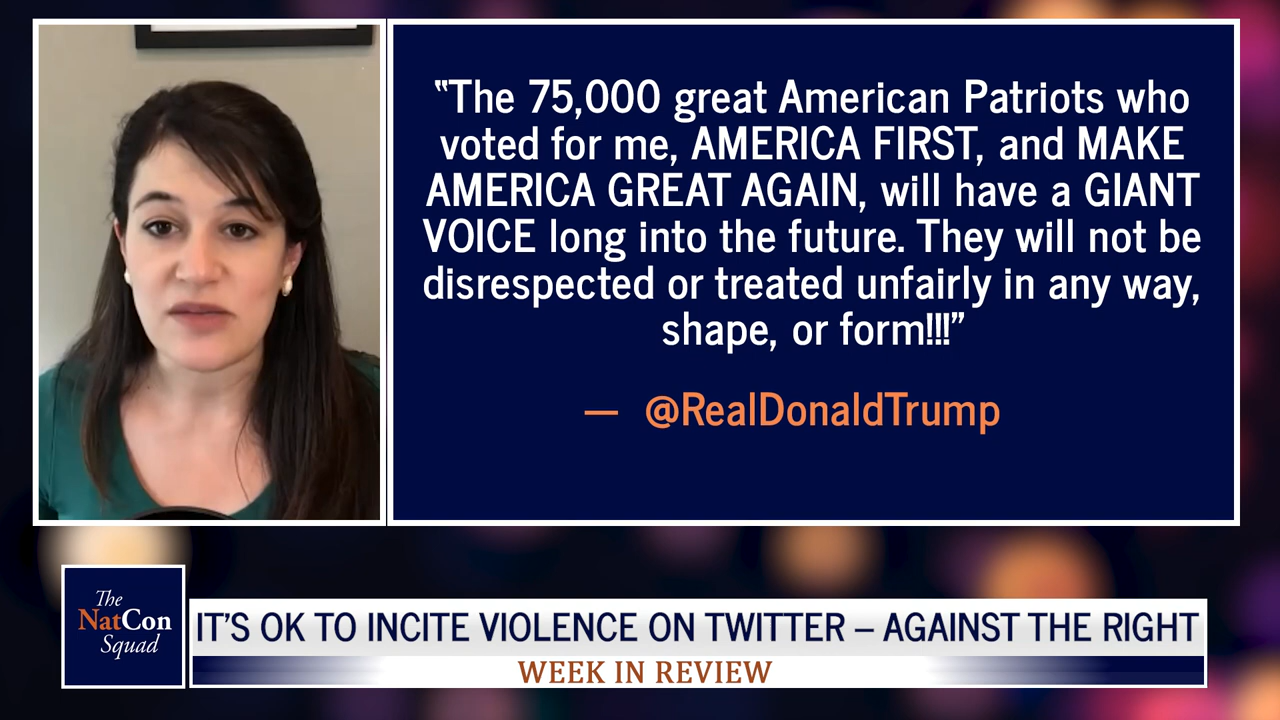 “The 75,000 great American Patriots who
voted for me, AMERICA FIRST, and MAKE
AMERICA GREAT AGAIN, will have a GIANT
VOICE long into the future. They will not be
disrespected or treated unfairly in any way,
shape, or form!!!”
— @RealDonaldTrump
The
NatCon
Squad
IT’S OK TO INCITE VIOLENCE ON TWITTER – AGAINST THE RIGHT
WEEK IN REVIEW